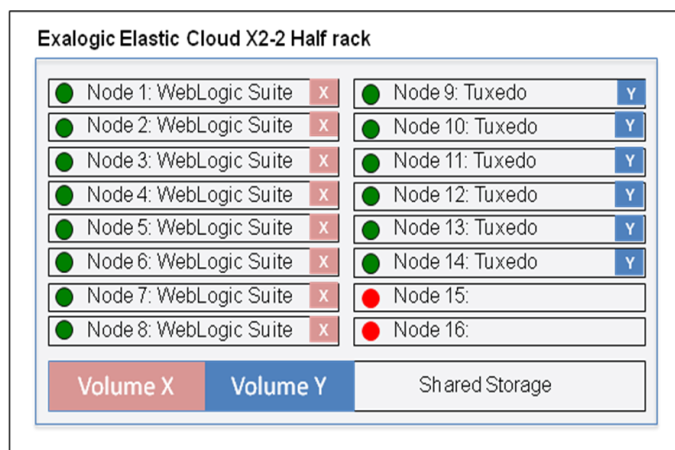 Exalogic Elastic Cloud X2-2 Half rack
Node 1: WebLogic Suite X
Node 2: WebLogic Suite X
Node 3: WebLogic Suite X
Node 4: WebLogic Suite X
Node 5: WebLogic Suite X
Node 6: WebLogic Suite X
Node 7: WebLogic Suite X
Node 8: WebLogic Suite X
Node 9: Tuxedo Y
Node 10: Tuxedo Y
Node 11: Tuxedo Y
Node 12: Tuxedo Y
Node 13: Tuxedo Y
Node 14: Tuxedo Y
Node 15:
Node 16:
Volume X Volume Y Shared Storage